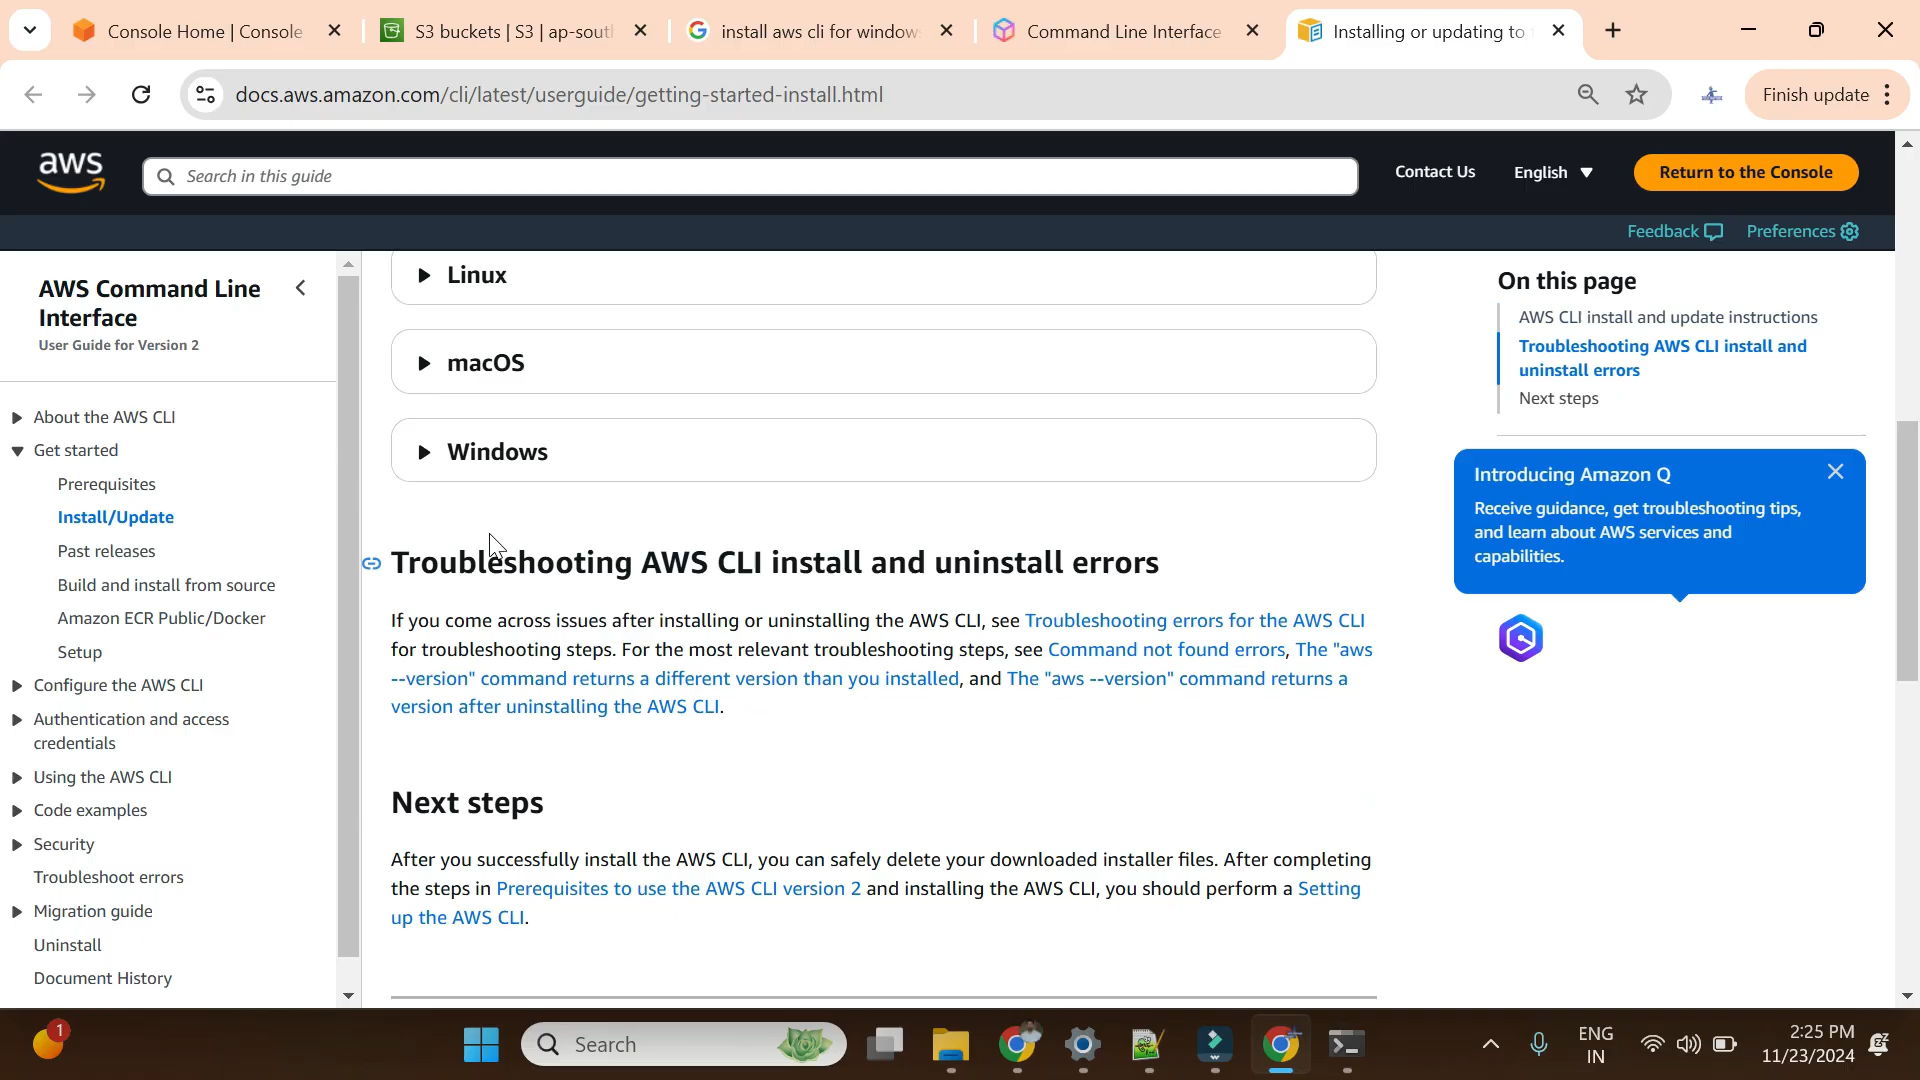 Console Home | Console
S3 buckets | S3 | ap-sout
install aws cli for window
Command Line Interface
Installing or updating to
docs.aws.amazon.com/cli/latest/userguide/getting-started-install.html
Finish update
aws
Search in this guide
Contact Us
English
Return to the Console
Feedback
Preferences
AWS Command Line
Interface
User Guide for Version 2
About the AWS CLI
Get started
Prerequisites
Install/Update
Past releases
Build and install from source
Amazon ECR Public/Docker
Setup
Configure the AWS CLI
Authentication and access
credentials
Using the AWS CLI
Code examples
Security
Troubleshoot errors
Migration guide
Uninstall
Document History
Linux
macOS
Windows
Troubleshooting AWS CLI install and uninstall errors
If you come across issues after installing or uninstalling the AWS CLI, see Troubleshooting errors for the AWS CLI
for troubleshooting steps. For the most relevant troubleshooting steps, see Command not found errors, The "aws
--version" command returns a different version than you installed, and The "aws --version" command returns a
version after uninstalling the AWS CLI.
Next steps
After you successfully install the AWS CLI, you can safely delete your downloaded installer files. After completing
the steps in Prerequisites to use the AWS CLI version 2 and installing the AWS CLI, you should perform a Setting
up the AWS CLI.
On this page
AWS CLI install and update instructions
Troubleshooting AWS CLI install and
uninstall errors
Next steps
Introducing Amazon Q
Receive guidance, get troubleshooting tips,
and learn about AWS services and
capabilities.
1
Search
ENG
IN
2:25 PM
11/23/2024